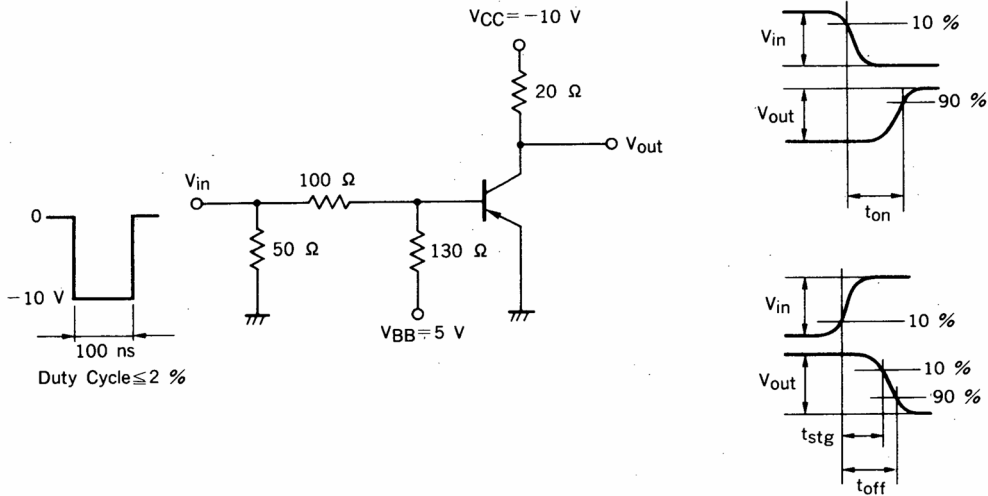 VCC=-10 V
20 Ω
Vout
Vin
100 Ω
50 Ω
130 Ω
VBB=5 V
0
-10 V
100 ns
Duty Cycle≦2 %
Vin
10 %
Vout
90 %
ton
Vin
10 %
Vout
10 %
90 %
tstg
toff